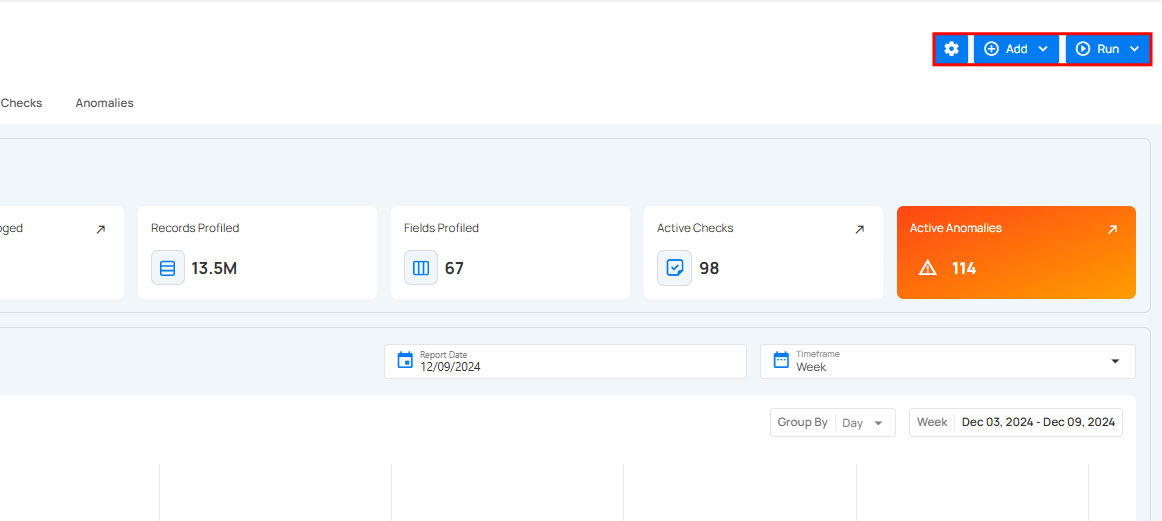 Add
Run
Checks
Anomalies
Records Profiled
Fields Profiled
Active Checks
Active Anomalies
13.5M
67
98
114
Report Date
12/09/2024
Timeframe
Week
Group By Day
Week Dec 03, 2024 - Dec 09, 2024